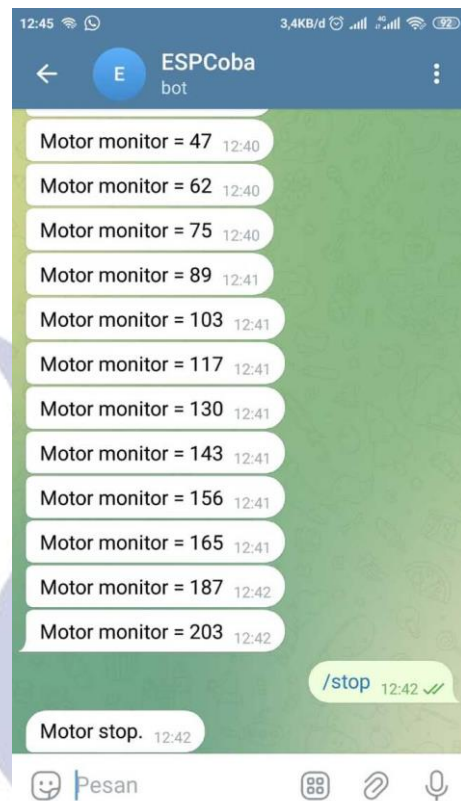 12:45 3,4KB/d 4G 92
E ESPCoba
bot
Motor monitor = 47 12:40
Motor monitor = 62 12:40
Motor monitor = 75 12:40
Motor monitor = 89 12:41
Motor monitor = 103 12:41
Motor monitor = 117 12:41
Motor monitor = 130 12:41
Motor monitor = 143 12:41
Motor monitor = 156 12:41
Motor monitor = 165 12:41
Motor monitor = 187 12:42
Motor monitor = 203 12:42
/stop 12:42
Motor stop. 12:42
Pesan